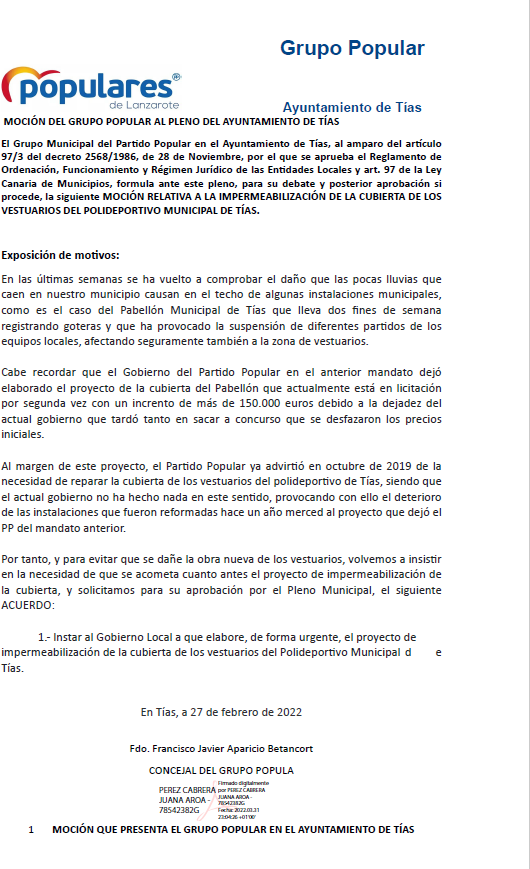 Grupo Popular
populares®
de Lanzarote
Ayuntamiento de Tías
MOCIÓN DEL GRUPO POPULAR AL PLENO DEL AYUNTAMIENTO DE TÍAS
El Grupo Municipal del Partido Popular en el Ayuntamiento de Tías, al amparo del artículo
97/3 del decreto 2568/1986, de 28 de Noviembre, por el que se aprueba el Reglamento de
Ordenación, Funcionamiento y Régimen Jurídico de las Entidades Locales y art. 97 de la Ley
Canaria de Municipios, formula ante este pleno, para su debate y posterior aprobación si
procede, la siguiente MOCIÓN RELATIVA A LA IMPERMEABILIZACIÓN DE LA CUBIERTA DE LOS
VESTUARIOS DEL POLIDEPORTIVO MUNICIPAL DE TÍAS.
Exposición de motivos:
En las últimas semanas se ha vuelto a comprobar el daño que las pocas lluvias que
caen en nuestro municipio causan en el techo de algunas instalaciones municipales,
como es el caso del Pabellón Municipal de Tías que lleva dos fines de semana
registrando goteras y que ha provocado la suspensión de diferentes partidos de los
equipos locales, afectando seguramente también a la zona de vestuarios.
Cabe recordar que el Gobierno del Partido Popular en el anterior mandato dejó
elaborado el proyecto de la cubierta del Pabellón que actualmente está en licitación
por segunda vez con un incrento de más de 150.000 euros debido a la dejadez del
actual gobierno que tardó tanto en sacar a concurso que se desfazaron los precios
iniciales.
Al margen de este proyecto, el Partido Popular ya advirtió en octubre de 2019 de la
necesidad de reparar la cubierta de los vestuarios del polideportivo de Tías, siendo que
el actual gobierno no ha hecho nada en este sentido, provocando con ello el deterioro
de las instalaciones que fueron reformadas hace un año merced al proyecto que dejó el
PP del mandato anterior.
Por tanto, y para evitar que se dañe la obra nueva de los vestuarios, volvemos a insistir
en la necesidad de que se acometa cuanto antes el proyecto de impermeabilización de
la cubierta, y solicitamos para su aprobación por el Pleno Municipal, el siguiente
ACUERDO:
1.- Instar al Gobierno Local a que elabore, de forma urgente, el proyecto de
impermeabilización de la cubierta de los vestuarios del Polideportivo Municipal d e
Tías.
En Tías, a 27 de febrero de 2022
Fdo. Francisco Javier Aparicio Betancort
CONCEJAL DEL GRUPO POPULA
PEREZ CABRERA
JUANA AROA -
78542382G
Firmado digitalmente
por PEREZ CABRERA
JUANA AROA -
78542382G
Fecha: 2022.03.31
23:04:26 +01'00'
1 MOCIÓN QUE PRESENTA EL GRUPO POPULAR EN EL AYUNTAMIENTO DE TÍAS